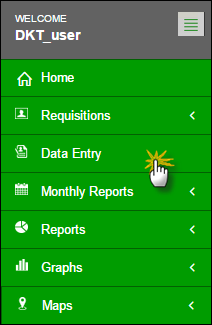 WELCOME
DKT_user
Home
Requisitions
Data Entry
Monthly Reports
Reports
Graphs
Maps